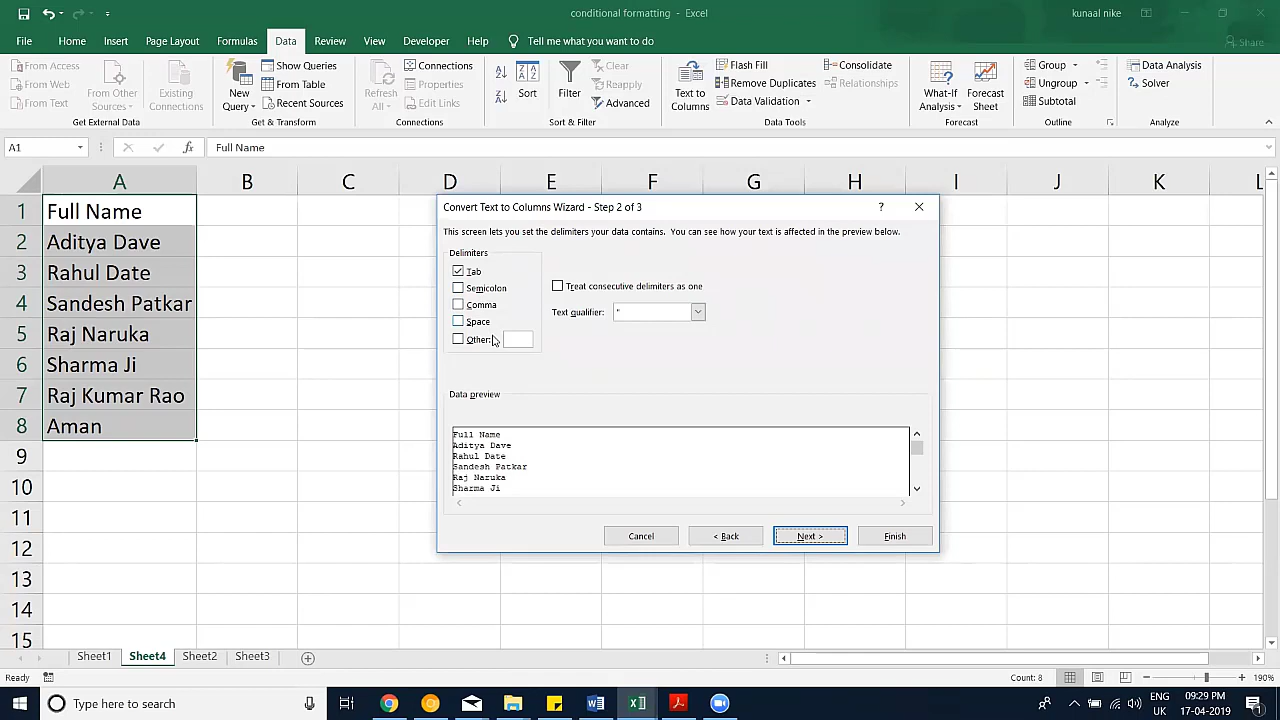 conditional formatting - Excel
kunaal nike
File Home Insert Page Layout Formulas Data Review View Developer Help Tell me what you want to do Share
From Access
From Web
From Text
From Other Sources
Existing Connections
Get External Data
New Query
Show Queries
From Table
Recent Sources
Get & Transform
Refresh All
Connections
Properties
Edit Links
Connections
Sort
Filter
Clear
Reapply
Advanced
Sort & Filter
Text to Columns
Flash Fill
Remove Duplicates
Data Validation
Consolidate
Relationships
Data Tools
What-If Analysis
Forecast Sheet
Forecast
Group
Ungroup
Subtotal
Outline
Data Analysis
Solver
Analyze
A1 fx Full Name
A B C D E F G H I J K L
1 Full Name
2 Aditya Dave
3 Rahul Date
4 Sandesh Patkar
5 Raj Naruka
6 Sharma Ji
7 Raj Kumar Rao
8 Aman
9
10
11
12
13
14
15
Convert Text to Columns Wizard - Step 2 of 3 ?
This screen lets you set the delimiters your data contains. You can see how your text is affected in the preview below.
Delimiters
Tab
Semicolon
Comma
Space
Other:
Treat consecutive delimiters as one
Text qualifier: "
Data preview
Full Name
Aditya Dave
Rahul Date
Sandesh Patkar
Raj Naruka
Sharma Ji
Cancel < Back Next > Finish
Sheet1 Sheet4 Sheet2 Sheet3
Ready Count: 8 190%
Type here to search
ENG 09:29 PM
UK 17-04-2019